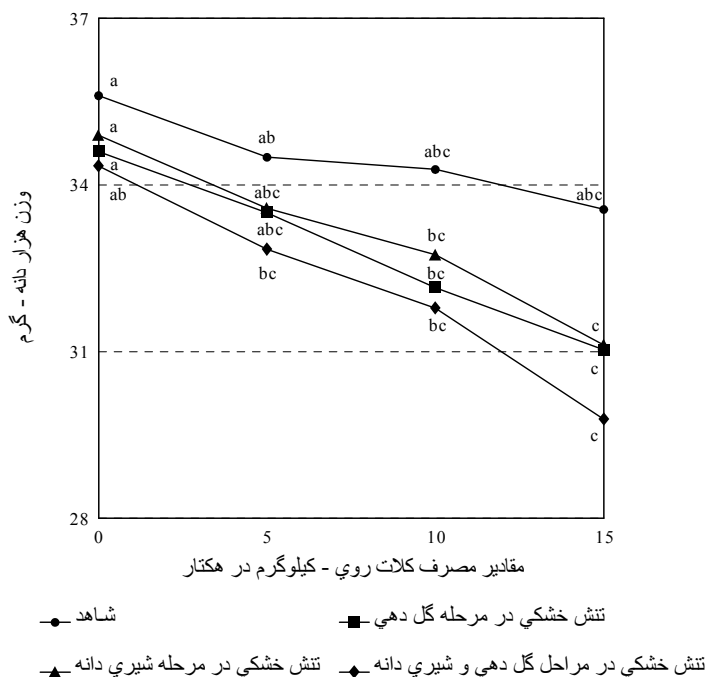 37
a
a
ab
abc
34
a
abc
abc
ab
abc
bc
bc
bc
bc
31
c
c
c
28
0
5
10
15
وزن هزار دانه - گرم
مقادير مصرف كلات روي - كيلوگرم در هكتار
شاهد
تنش خشكي در مرحله گل دهي
تنش خشكي در مرحله شيري دانه
تنش خشكي در مراحل گل دهي و شيري دانه